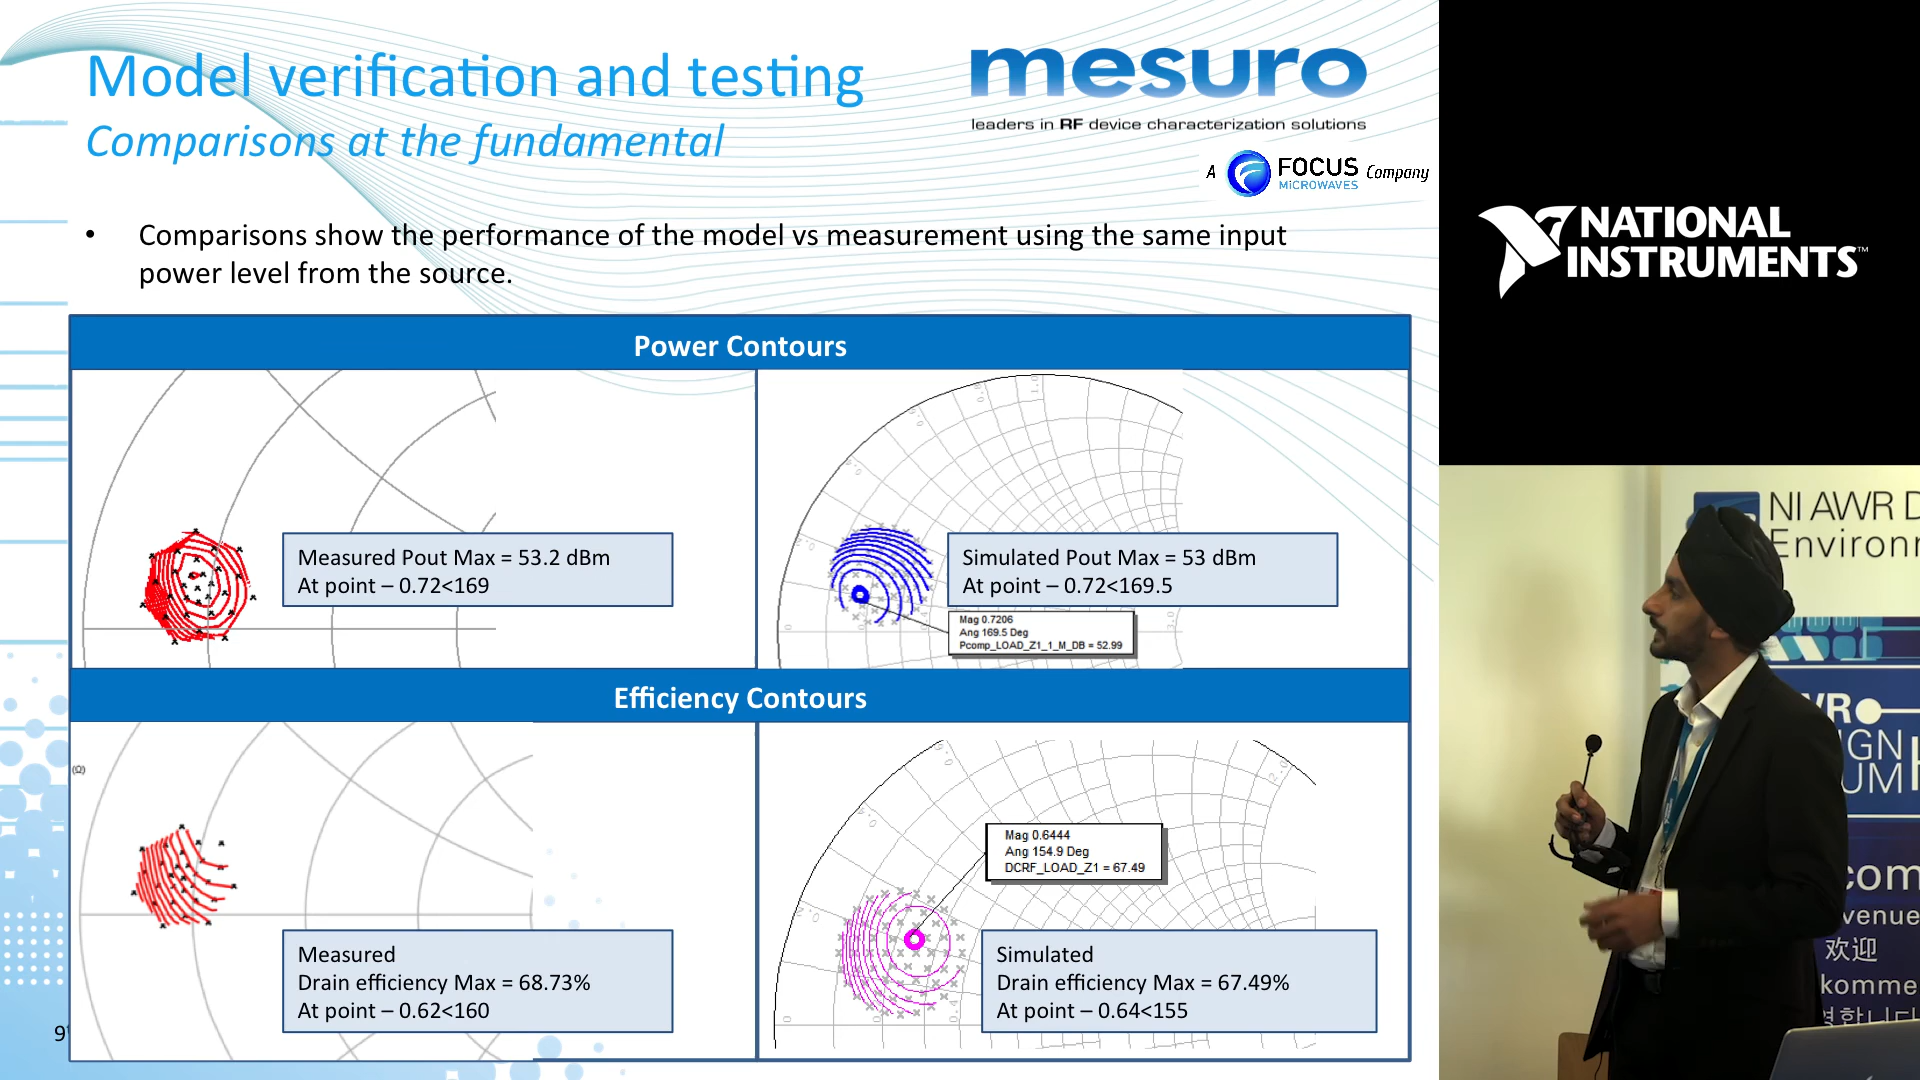 Model verification and testing
Comparisons at the fundamental
mesuro
leaders in RF device characterization solutions
A FOCUS MiCROWAVES Company
• Comparisons show the performance of the model vs measurement using the same input
power level from the source.
Power Contours
Measured Pout Max = 53.2 dBm
At point – 0.72<169
Simulated Pout Max = 53 dBm
At point – 0.72<169.5
Mag 0.7206
Ang 169.5 Deg
Pcomp_LOAD_Z1_1_M_DB = 52.99
Efficiency Contours
(Ω)
Mag 0.6444
Ang 154.9 Deg
DCRF_LOAD_Z1 = 67.49
Measured
Drain efficiency Max = 68.73%
At point – 0.62<160
Simulated
Drain efficiency Max = 67.49%
At point – 0.64<155
NATIONAL
INSTRUMENTS™
NI AWR D
Environ
com
venue
欢迎
komme